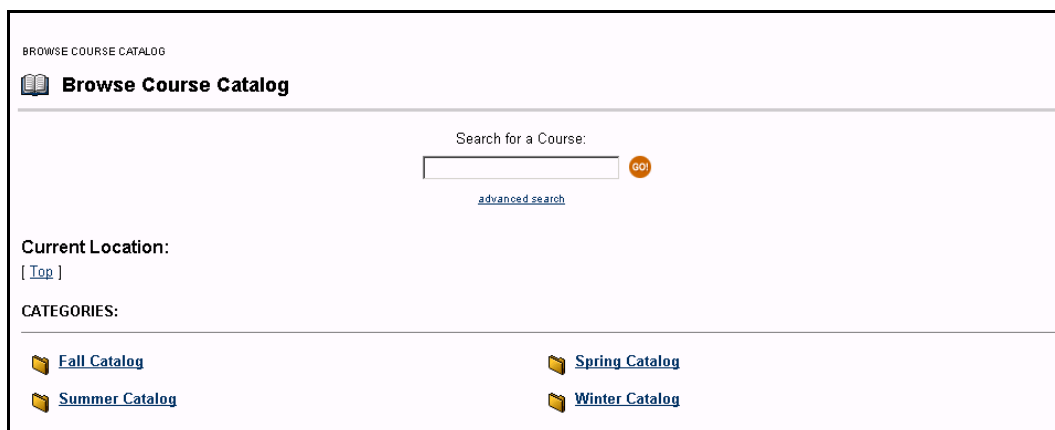 BROWSE COURSE CATALOG
Browse Course Catalog
Search for a Course:
GO!
advanced search
Current Location:
[ Top ]
CATEGORIES:
Fall Catalog Spring Catalog
Summer Catalog Winter Catalog